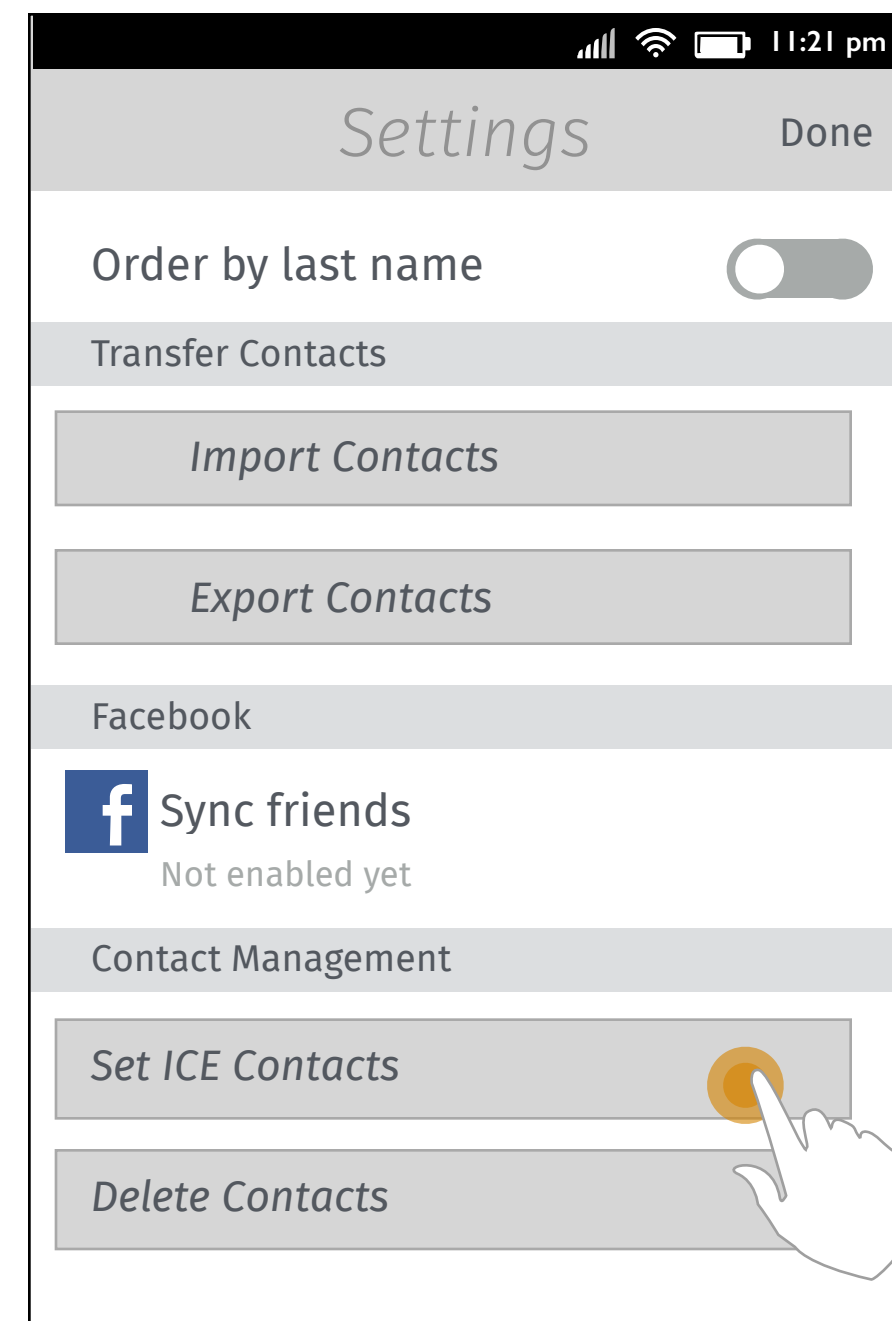 11:21 pm
Settings
Done
Order by last name
Transfer Contacts
Import Contacts
Export Contacts
Facebook
f
Sync friends
Not enabled yet
Contact Management
Set ICE Contacts
Delete Contacts